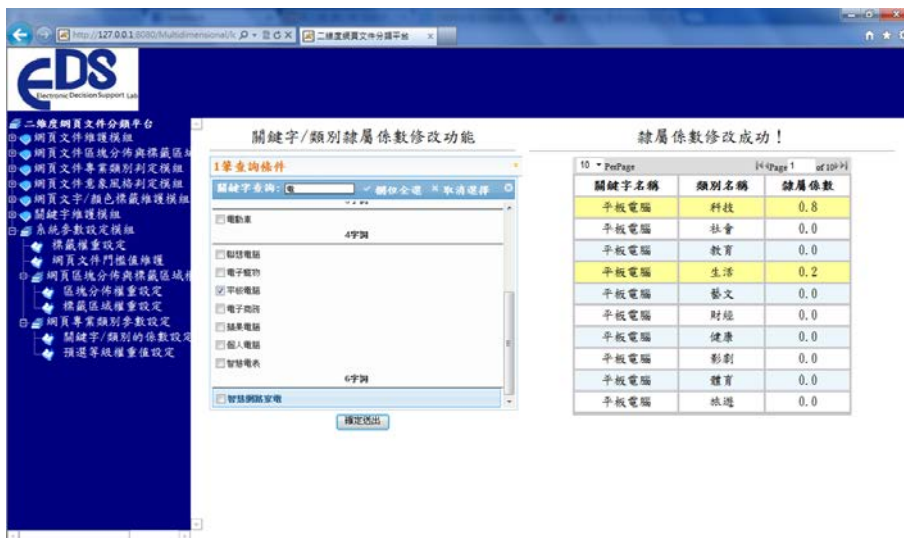 http://127.0.0.1:8080/Multidimensional/c
二維度網頁文件分類平台
EDS
Electronic Decision Support Lab
二維度網頁文件分類平台
網頁文件維護模組
網頁文件區塊分佈與標籤區域
網頁文件專業類別判定模組
網頁文件意象風格判定模組
網頁文字/顏色標籤維護模組
關鍵字維護模組
系統參數設定模組
標籤權重設定
網頁文件門檻值維護
網頁區塊分佈與標籤區域權
區塊分佈權重設定
標籤區域權重設定
網頁專業類別參數設定
關鍵字/類別的係數設定
預選等級權重值設定
關鍵字/類別隸屬係數修改功能
1筆查詢條件
關鍵字查詢: 電 欄位全選 取消選擇
電動車
4字詞
電子寵物
平板電腦
電子商務
蘋果電腦
個人電腦
智慧電表
6字詞
智慧網路家電
確定送出
隸屬係數修改成功！
10 PerPage Page 1 of 10
關鍵字名稱 類別名稱 隸屬係數
平板電腦 科技 0.8
平板電腦 社會 0.0
平板電腦 教育 0.0
平板電腦 生活 0.2
平板電腦 藝文 0.0
平板電腦 財經 0.0
平板電腦 健康 0.0
平板電腦 影劇 0.0
平板電腦 體育 0.0
平板電腦 旅遊 0.0